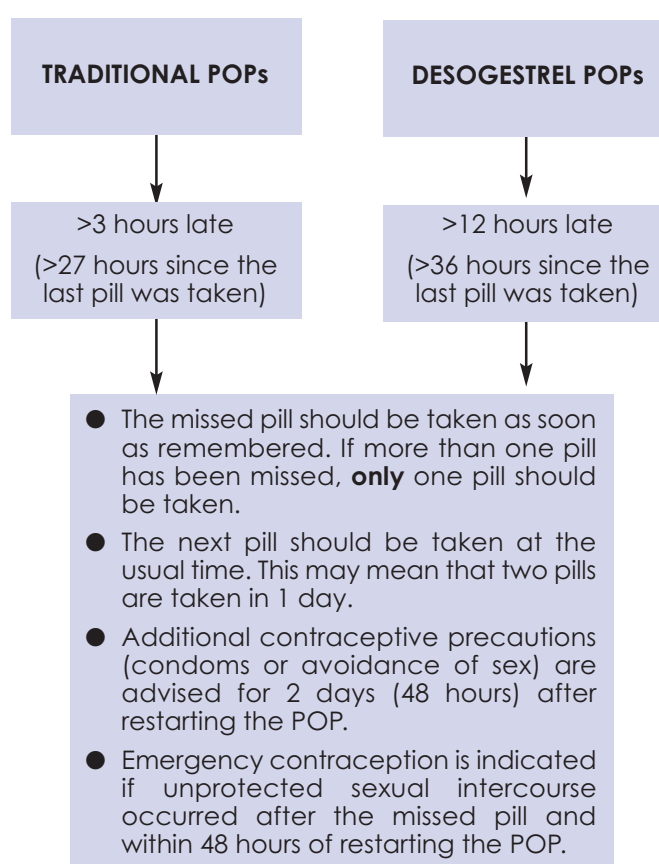 TRADITIONAL POPs
DESOGESTREL POPs
>3 hours late
(>27 hours since the
last pill was taken)
>12 hours late
(>36 hours since the
last pill was taken)
● The missed pill should be taken as soon
as remembered. If more than one pill
has been missed, only one pill should
be taken.
● The next pill should be taken at the
usual time. This may mean that two pills
are taken in 1 day.
● Additional contraceptive precautions
(condoms or avoidance of sex) are
advised for 2 days (48 hours) after
restarting the POP.
● Emergency contraception is indicated
if unprotected sexual intercourse
occurred after the missed pill and
within 48 hours of restarting the POP.